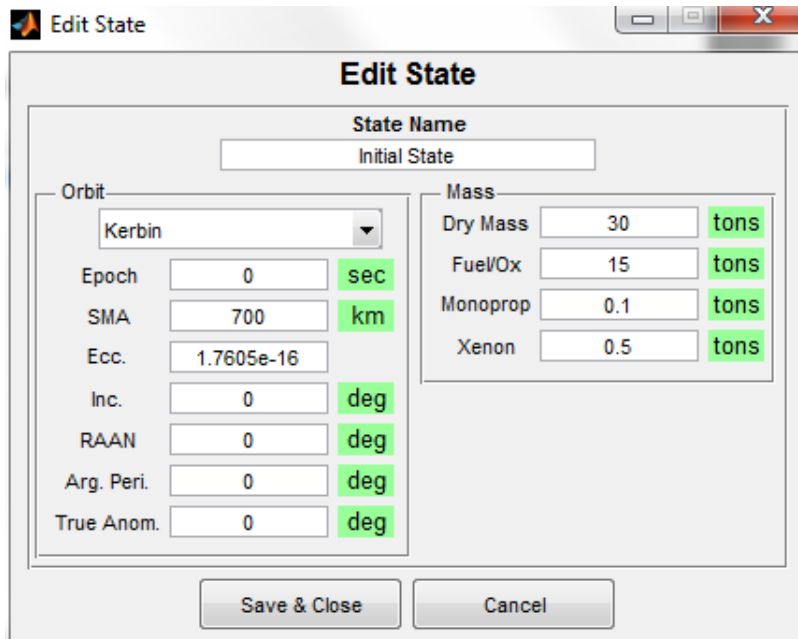 Edit State
Edit State
State Name
Initial State
Orbit
Kerbin
Epoch 0 sec
SMA 700 km
Ecc. 1.7605e-16
Inc. 0 deg
RAAN 0 deg
Arg. Peri. 0 deg
True Anom. 0 deg
Mass
Dry Mass 30 tons
Fuel/Ox 15 tons
Monoprop 0.1 tons
Xenon 0.5 tons
Save & Close
Cancel